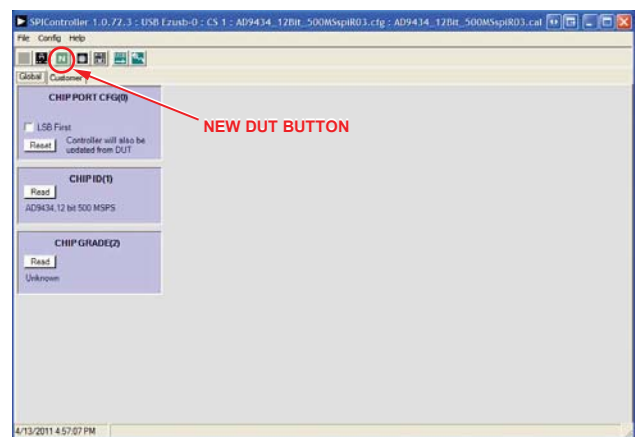 SPIController 1.0.72.3 : USB Ezusb-0 : CS 1 : AD9434_12Bit_500MSspiR03.cfg : AD9434_12Bit_500MSspiR03.cal
File Config Help
N
Global Customer
CHIP PORT CFG(0)
LSB First
Reset Controller will also be
updated from DUT
NEW DUT BUTTON
CHIP ID(1)
Read
AD9434,12 bit 500 MSPS
CHIP GRADE(2)
Read
Unknown
4/13/2011 4:57:07 PM